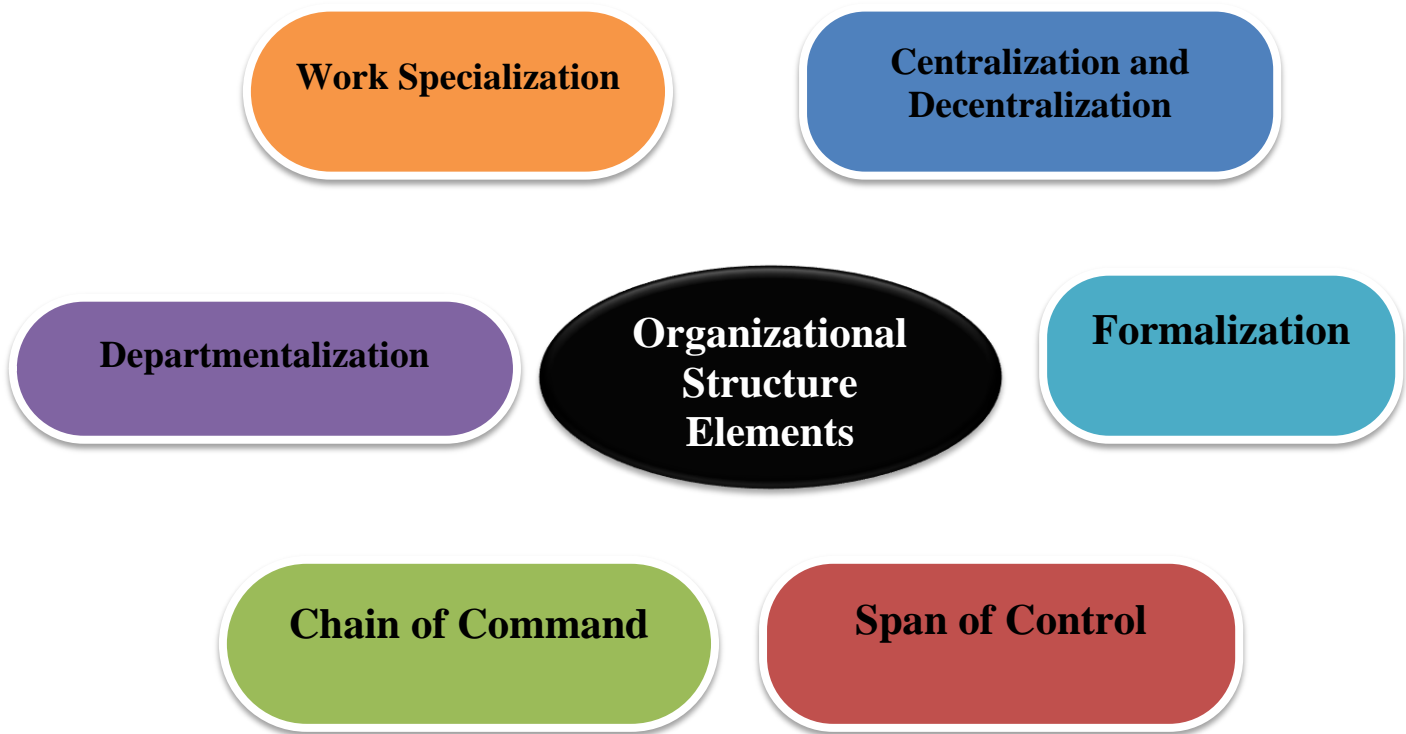 Work Specialization
Centralization and
Decentralization
Departmentalization
Organizational
Structure
Elements
Formalization
Chain of Command
Span of Control